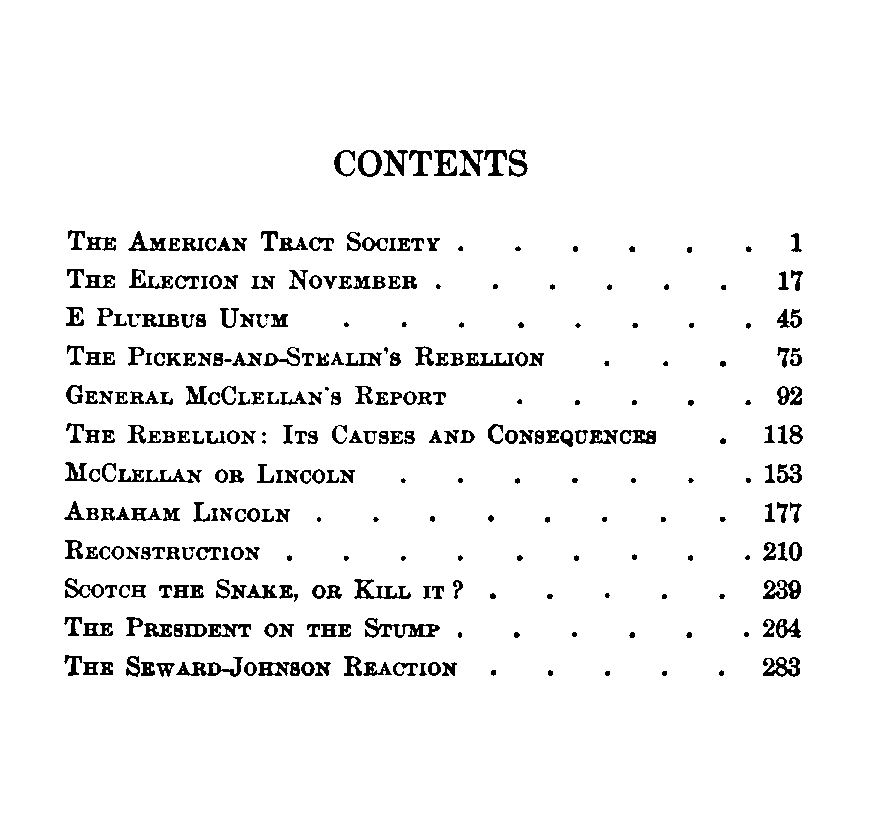 CONTENTS
The American Tract Society . . . . . . 1
The Election in November . . . . . . 17
E Pluribus Unum . . . . . . . . 45
The Pickens-and-Stealin's Rebellion . . . 75
General McClellan's Report . . . . . 92
The Rebellion: Its Causes and Consequences . 118
McClellan or Lincoln . . . . . . . 153
Abraham Lincoln . . . . . . . . 177
Reconstruction . . . . . . . . . 210
Scotch the Snake, or Kill it? . . . . . 239
The President on the Stump . . . . . . 264
The Seward-Johnson Reaction . . . . . 283